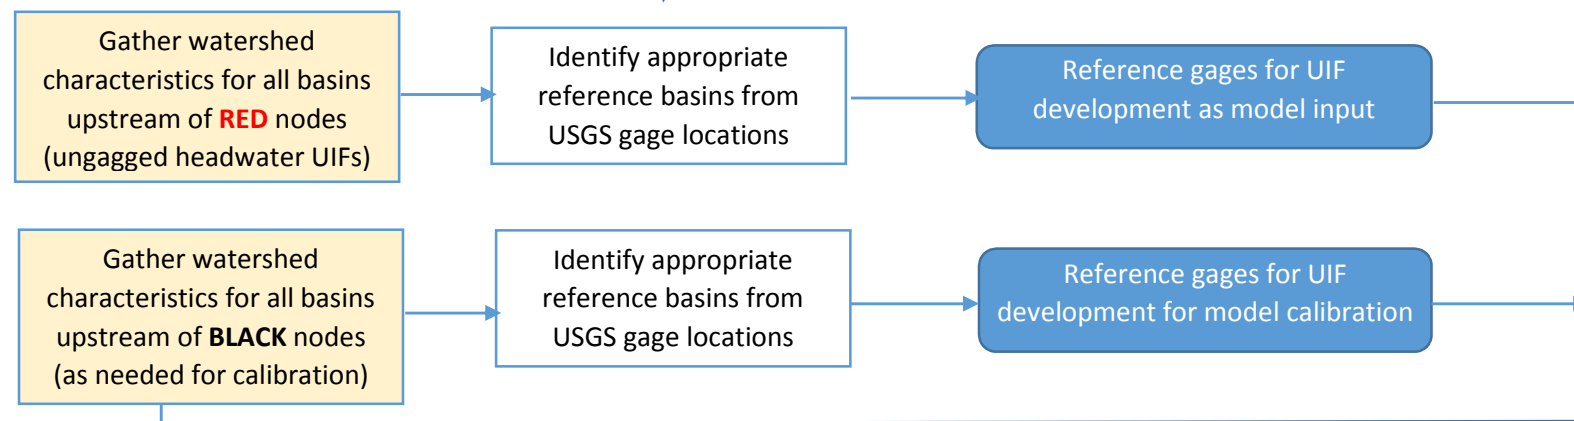 Gather watershed
characteristics for all basins
upstream of RED nodes
(ungagged headwater UIFs)
Identify appropriate
reference basins from
USGS gage locations
Reference gages for UIF
development as model input
Gather watershed
characteristics for all basins
upstream of BLACK nodes
(as needed for calibration)
Identify appropriate
reference basins from
USGS gage locations
Reference gages for UIF
development for model calibration